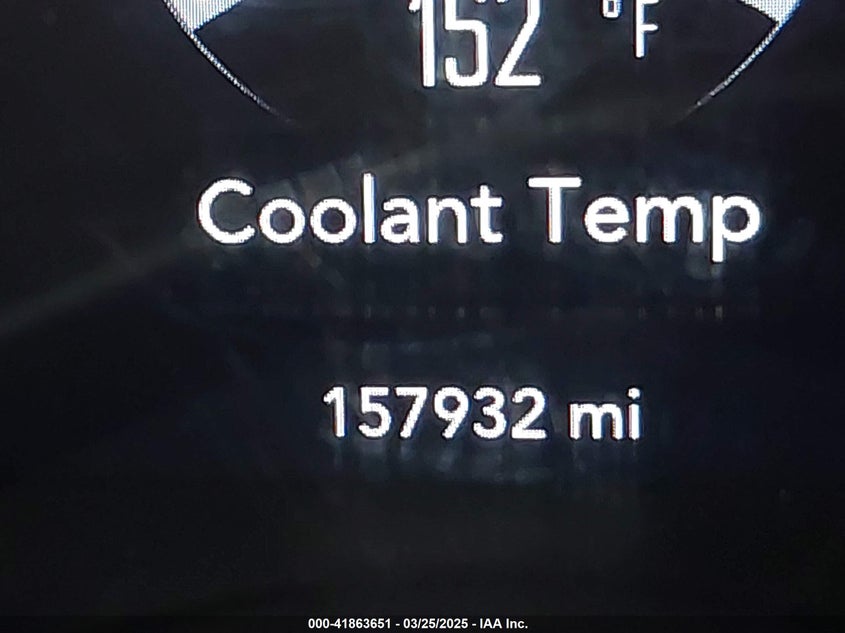 152 °F
Coolant Temp
157932 mi
000-41863651 - 03/25/2025 - IAA Inc.